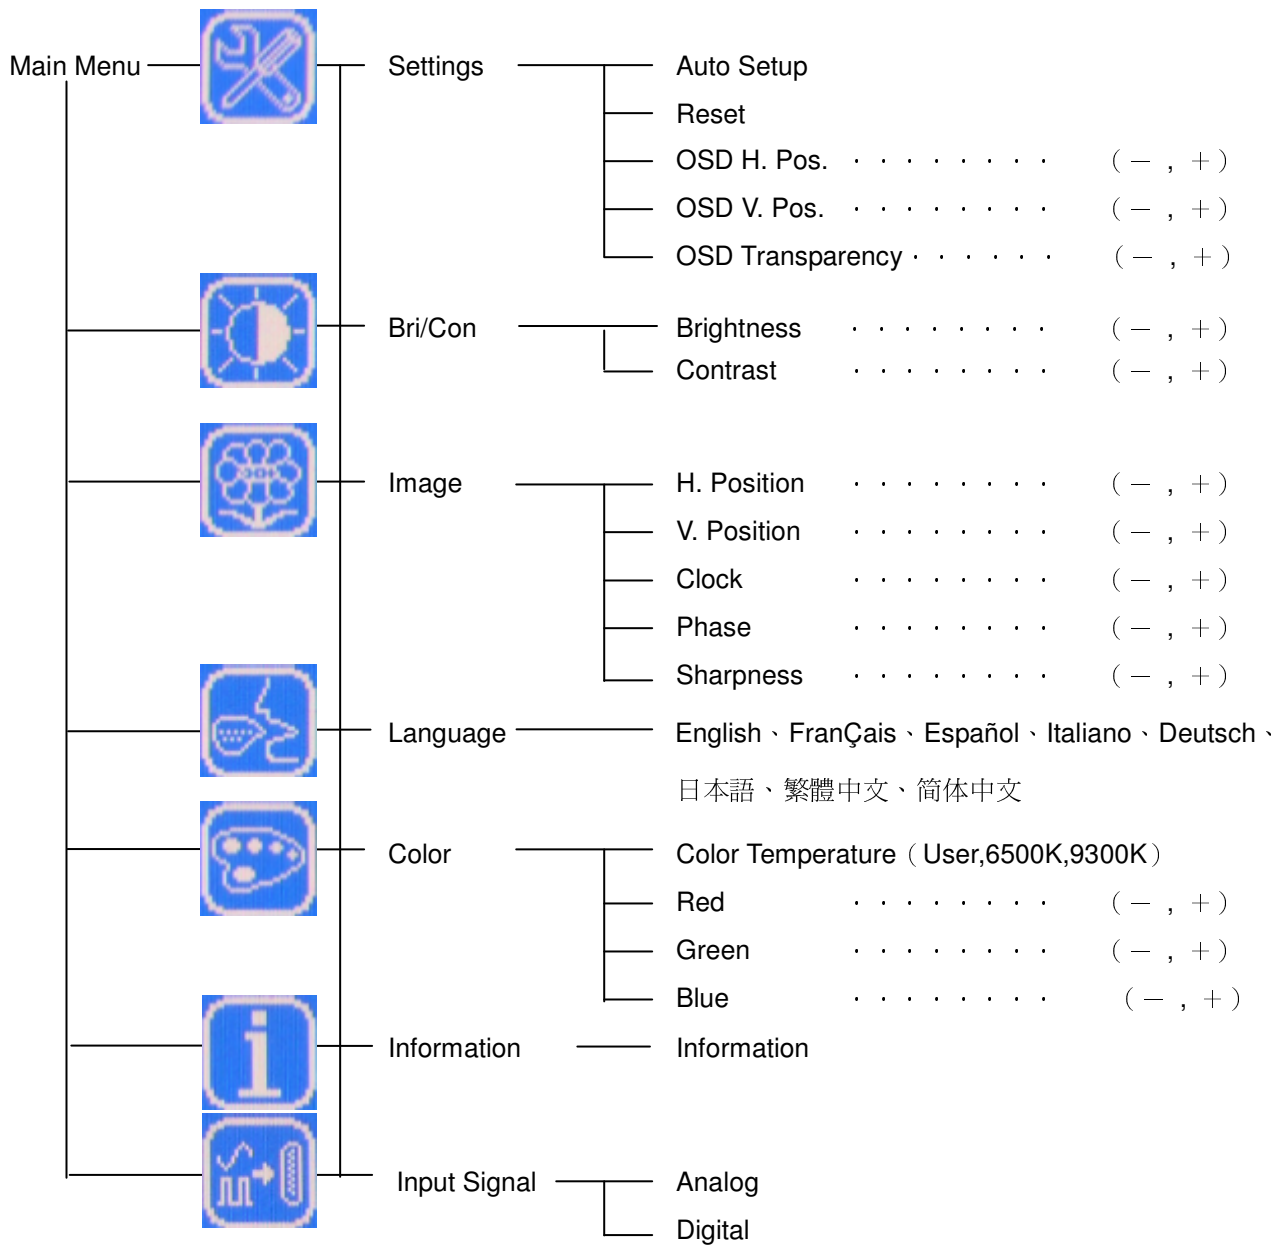 Main Menu Settings Auto Setup
Reset
OSD H. Pos. · · · · · · · · （－，＋）
OSD V. Pos. · · · · · · · · （－，＋）
OSD Transparency · · · · · · （－，＋）
Bri/Con Brightness · · · · · · · · （－，＋）
Contrast · · · · · · · · （－，＋）
Image H. Position · · · · · · · · （－，＋）
V. Position · · · · · · · · （－，＋）
Clock · · · · · · · · （－，＋）
Phase · · · · · · · · （－，＋）
Sharpness · · · · · · · · （－，＋）
Language English、FranÇais、Español、Italiano、Deutsch、
日本語、繁體中文、简体中文
Color Color Temperature（User,6500K,9300K）
Red · · · · · · · · （－，＋）
Green · · · · · · · · （－，＋）
Blue · · · · · · · · （－，＋）
Information Information
Input Signal Analog
Digital